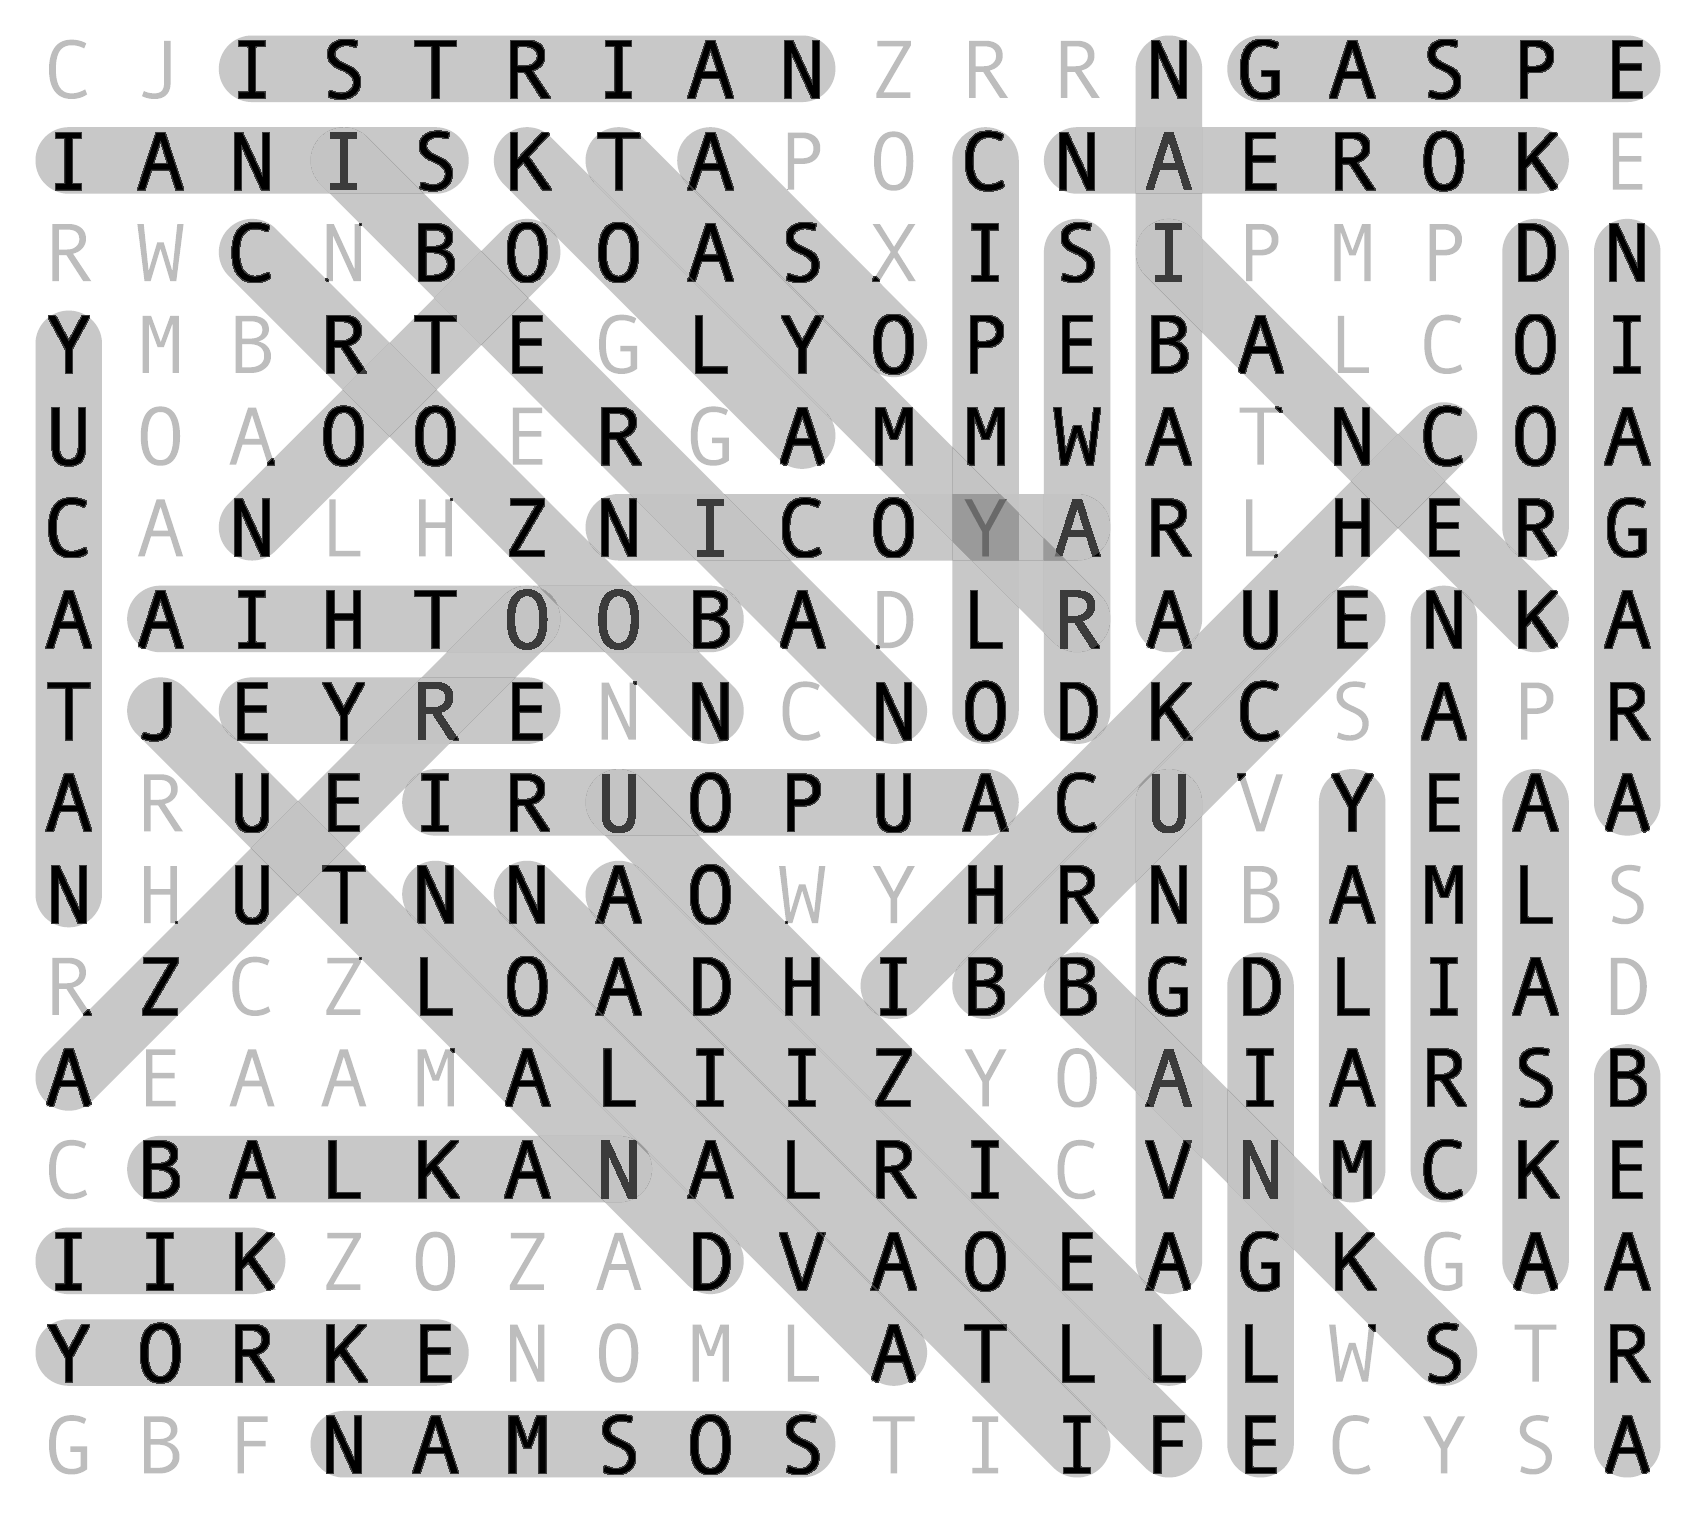 C J I S T R I A N Z R R N G A S P E
I A N I S K T A P O C N A E R O K E
R W C N B O O A S X I S I P M P D N
Y M B R T E G L Y O P E B A L C O I
U O A O O E R G A M M W A T N C O A
C A N L H Z N I C O Y A R L H E R G
A A I H T O O B A D L R A U E N K A
T J E Y R E N N C N O D K C S A P R
A R U E I R U O P U A C U V Y E A A
N H U T N N A O W Y H R N B A M L S
R Z C Z L O A D H I B B G D L I A D
A E A A M A L I I Z Y O A I A R S B
C B A L K A N A L R I C V N M C K E
I I K Z O Z A D V A O E A G K G A A
Y O R K E N O M L A T L L L W S T R
G B F N A M S O S T I I F E C Y S A